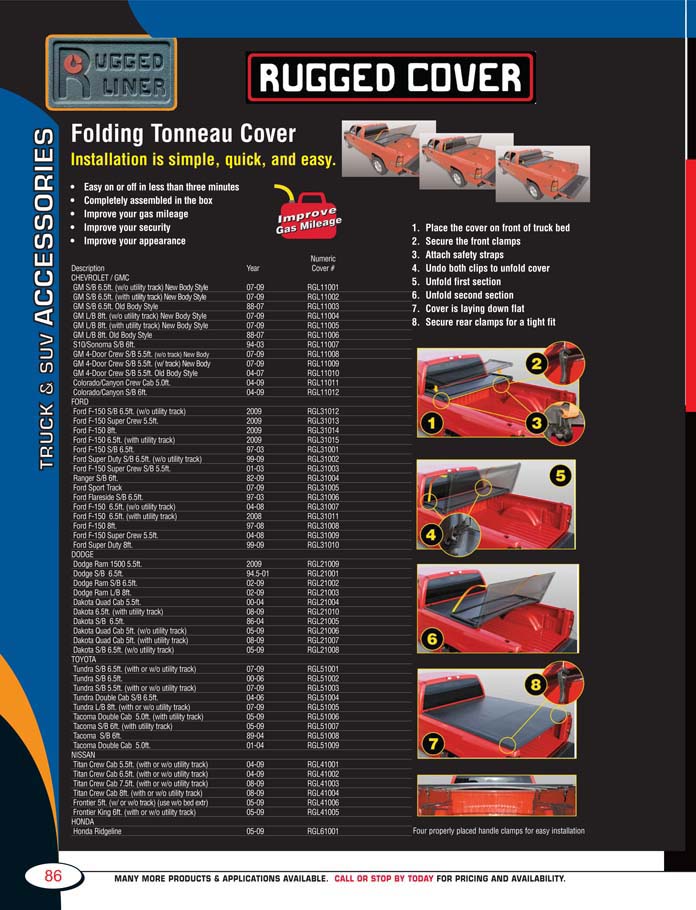 RUGGED
LINER
RUGGED COVER
TRUCK & SUV ACCESSORIES
Folding Tonneau Cover
Installation is simple, quick, and easy.
• Easy on or off in less than three minutes
• Completely assembled in the box
• Improve your gas mileage
• Improve your security
• Improve your appearance
Improve
Gas Mileage
1. Place the cover on front of truck bed
2. Secure the front clamps
3. Attach safety straps
4. Undo both clips to unfold cover
5. Unfold first section
6. Unfold second section
7. Cover is laying down flat
8. Secure rear clamps for a tight fit
Numeric
Description Year Cover #
CHEVROLET / GMC
GM S/B 6.5ft. (w/o utility track) New Body Style 07-09 RGL11001
GM S/B 6.5ft. (with utility track) New Body Style 07-09 RGL11002
GM S/B 6.5ft. Old Body Style 88-07 RGL11003
GM L/B 8ft. (w/o utility track) New Body Style 07-09 RGL11004
GM L/B 8ft. (with utility track) New Body Style 07-09 RGL11005
GM L/B 8ft. Old Body Style 88-07 RGL11006
S10/Sonoma S/B 6ft. 94-03 RGL11007
GM 4-Door Crew S/B 5.5ft. (w/o track) New Body 07-09 RGL11008
GM 4-Door Crew S/B 5.5ft. (w/ track) New Body 07-09 RGL11009
GM 4-Door Crew S/B 5.5ft. Old Body Style 04-07 RGL11010
Colorado/Canyon Crew Cab 5.0ft. 04-09 RGL11011
Colorado/Canyon S/B 6ft. 04-09 RGL11012
FORD
Ford F-150 S/B 6.5ft. (w/o utility track) 2009 RGL31012
Ford F-150 Super Crew 5.5ft. 2009 RGL31013
Ford F-150 8ft. 2009 RGL31014
Ford F-150 6.5ft. (with utility track) 2009 RGL31015
Ford F-150 S/B 6.5ft. 97-03 RGL31001
Ford Super Duty S/B 6.5ft. (w/o utility track) 99-09 RGL31002
Ford F-150 Super Crew S/B 5.5ft. 01-03 RGL31003
Ranger S/B 6ft. 82-09 RGL31004
Ford Sport Track 07-09 RGL31005
Ford Flareside S/B 6.5ft. 97-03 RGL31006
Ford F-150 6.5ft. (w/o utility track) 04-08 RGL31007
Ford F-150 6.5ft. (with utility track) 2008 RGL31011
Ford F-150 8ft. 97-08 RGL31008
Ford F-150 Super Crew 5.5ft. 04-08 RGL31009
Ford Super Duty 8ft. 99-09 RGL31010
DODGE
Dodge Ram 1500 5.5ft. 2009 RGL21009
Dodge S/B 6.5ft. 94.5-01 RGL21001
Dodge Ram S/B 6.5ft. 02-09 RGL21002
Dodge Ram L/B 8ft. 02-09 RGL21003
Dakota Quad Cab 5.5ft. 00-04 RGL21004
Dakota 6.5ft. (with utility track) 08-09 RGL21010
Dakota S/B 6.5ft. 86-04 RGL21005
Dakota Quad Cab 5ft. (w/o utility track) 05-09 RGL21006
Dakota Quad Cab 5ft. (with utility track) 08-09 RGL21007
Dakota S/B 6.5ft. (w/o utility track) 05-09 RGL21008
TOYOTA
Tundra S/B 6.5ft. (with or w/o utility track) 07-09 RGL51001
Tundra S/B 6.5ft. 00-06 RGL51002
Tundra S/B 5.5ft. (with or w/o utility track) 07-09 RGL51003
Tundra Double Cab S/B 6.5ft. 04-06 RGL51004
Tundra L/B 8ft. (with or w/o utility track) 07-09 RGL51005
Tacoma Double Cab 5.0ft. (with utility track) 05-09 RGL51006
Tacoma S/B 6ft. (with utility track) 05-09 RGL51007
Tacoma S/B 6ft. 89-04 RGL51008
Tacoma Double Cab 5.0ft. 01-04 RGL51009
NISSAN
Titan Crew Cab 5.5ft. (with or w/o utility track) 04-09 RGL41001
Titan Crew Cab 6.5ft. (with or w/o utility track) 04-09 RGL41002
Titan Crew Cab 7.5ft. (with or w/o utility track) 08-09 RGL41003
Titan Crew Cab 8ft. (with or w/o utility track) 08-09 RGL41004
Frontier 5ft. (w/ or w/o track) (use w/o bed extr) 05-09 RGL41006
Frontier King 6ft. (with or w/o utility track) 05-09 RGL41005
HONDA
Honda Ridgeline 05-09 RGL61001
2
1
3
5
4
6
8
7
Four properly placed handle clamps for easy installation
86
MANY MORE PRODUCTS & APPLICATIONS AVAILABLE. CALL OR STOP BY TODAY FOR PRICING AND AVAILABILITY.